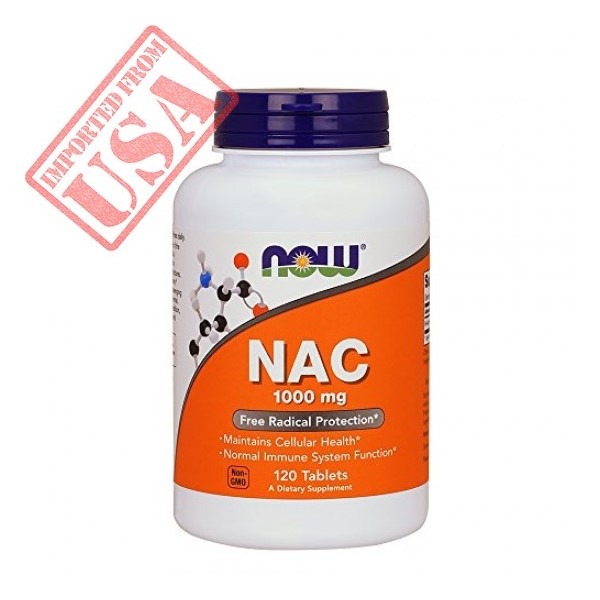 IMPORTED FROM
USA
NOW®
NAC
1000 mg
Free Radical Protection*
•Maintains Cellular Health*
•Normal Immune System Function*
Non-
GMO
120 Tablets
A Dietary Supplement